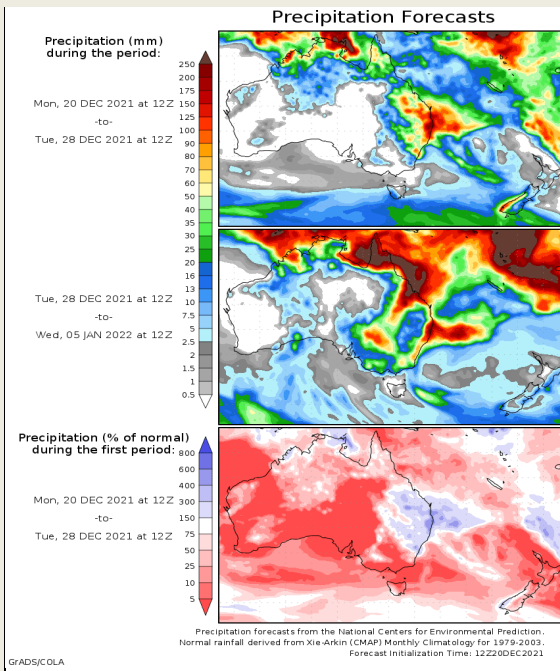 Precipitation Forecasts
Precipitation (mm)
during the period:
Mon, 20 DEC 2021 at 12Z
-to-
Tue, 28 DEC 2021 at 12Z
250
200
175
150
125
100
90
80
70
60
50
40
35
30
25
20
16
13
10
7.5
5
2.5
2
1.5
1
0.5
Tue, 28 DEC 2021 at 12Z
-to-
Wed, 05 JAN 2022 at 12Z
Precipitation (% of normal)
during the first period:
Mon, 20 DEC 2021 at 12Z
-to-
Tue, 28 DEC 2021 at 12Z
800
600
400
300
150
75
50
25
10
5
Precipitation forecasts from the National Centers for Environmental Prediction.
Normal rainfall derived from Xie-Arkin (CMAP) Monthly Climatology for 1979-2003.
Forecast Initialization Time: 12Z20DEC2021
GrADS/COLA